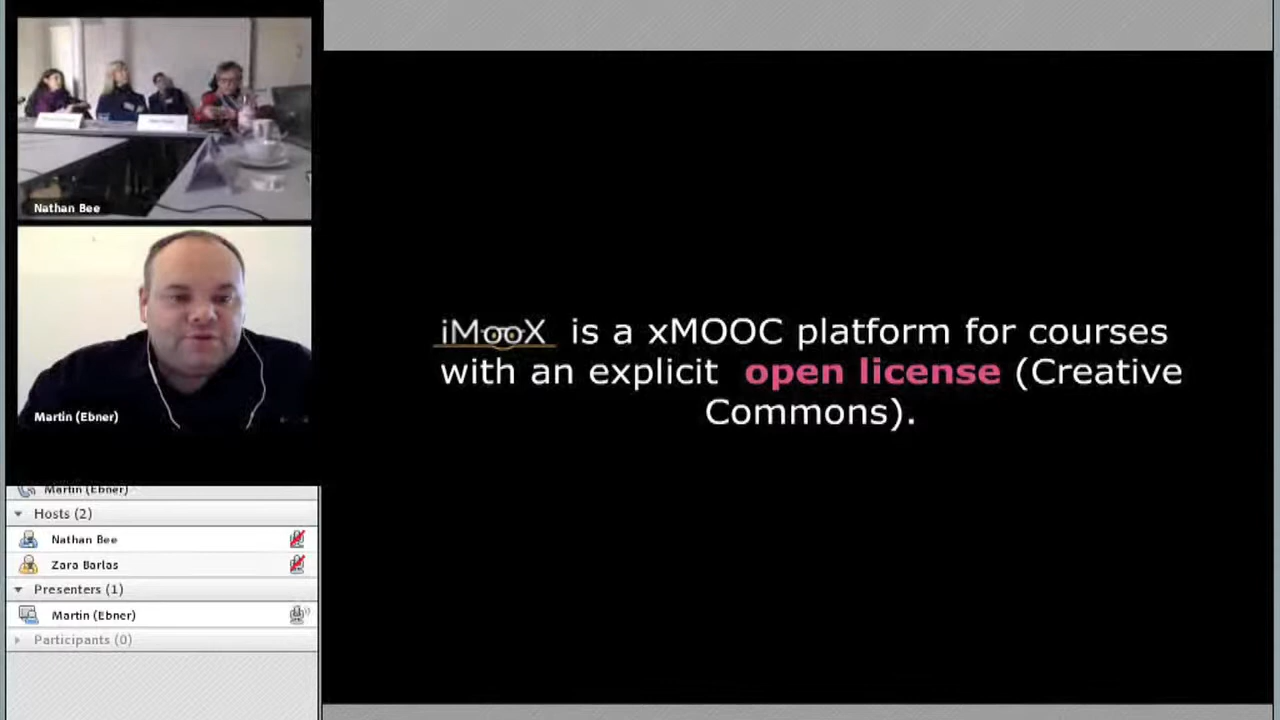 Nathan Bee
Martin (Ebner)
Martin (Ebner)
Hosts (2)
Nathan Bee
Zara Barlas
Presenters (1)
Martin (Ebner)
Participants (0)
iMooX is a xMOOC platform for courses
with an explicit open license (Creative
Commons).